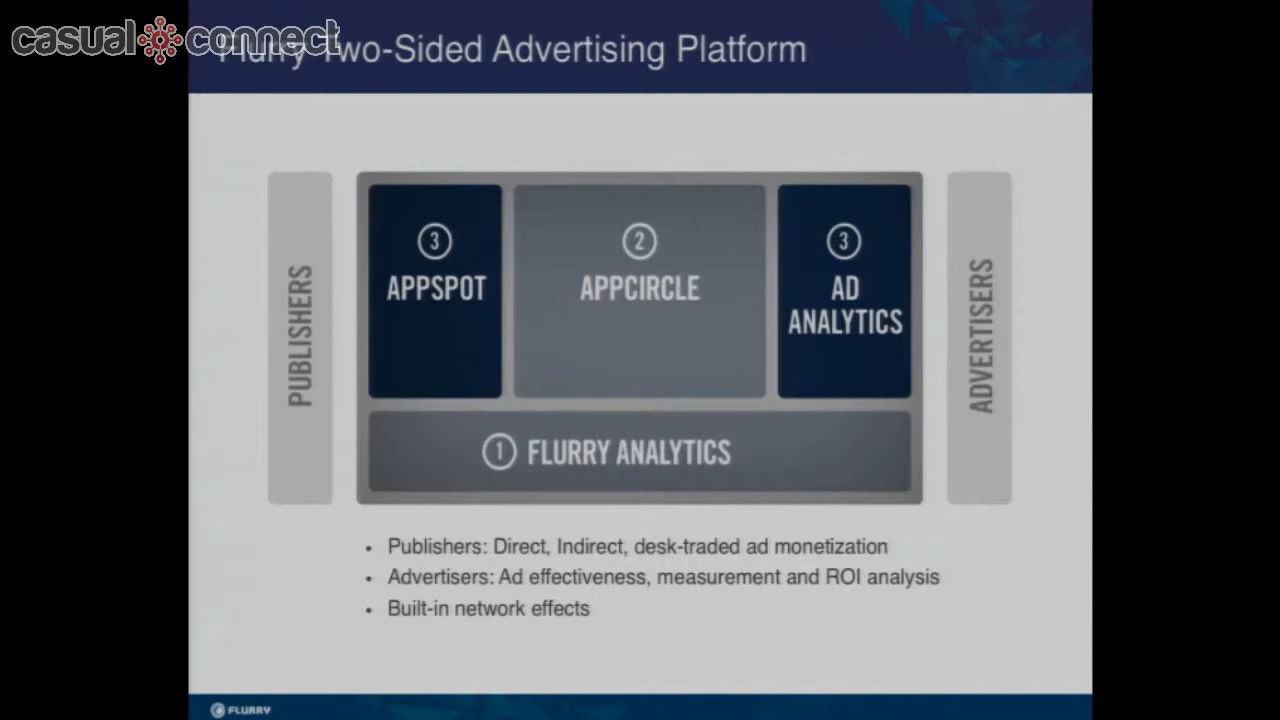 casual connect
Flurry Two-Sided Advertising Platform
PUBLISHERS
3
APPSPOT
2
APPCIRCLE
3
AD
ANALYTICS
1 FLURRY ANALYTICS
ADVERTISERS
• Publishers: Direct, Indirect, desk-traded ad monetization
• Advertisers: Ad effectiveness, measurement and ROI analysis
• Built-in network effects
FLURRY